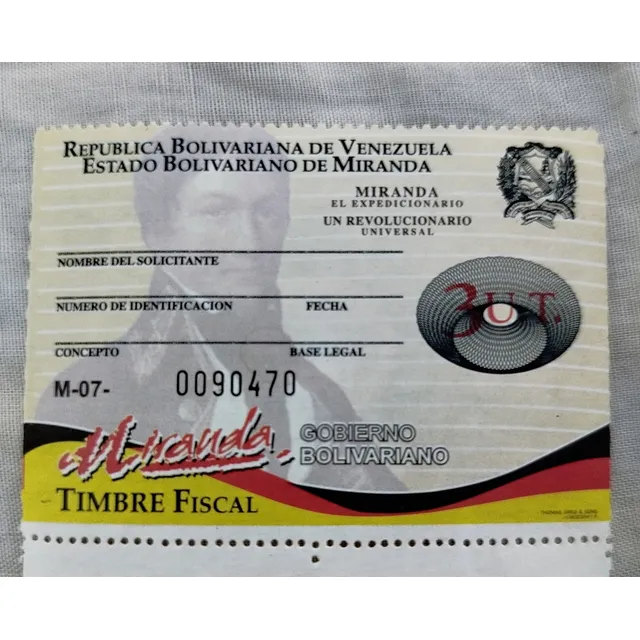 REPUBLICA BOLIVARIANA DE VENEZUELA
ESTADO BOLIVARIANO DE MIRANDA
MIRANDA
EL EXPEDICIONARIO
UN REVOLUCIONARIO
UNIVERSAL
NOMBRE DEL SOLICITANTE
NUMERO DE IDENTIFICACION FECHA
3 U.T.
CONCEPTO BASE LEGAL
M-07- 0090470
Miranda
GOBIERNO
BOLIVARIANO
TIMBRE FISCAL